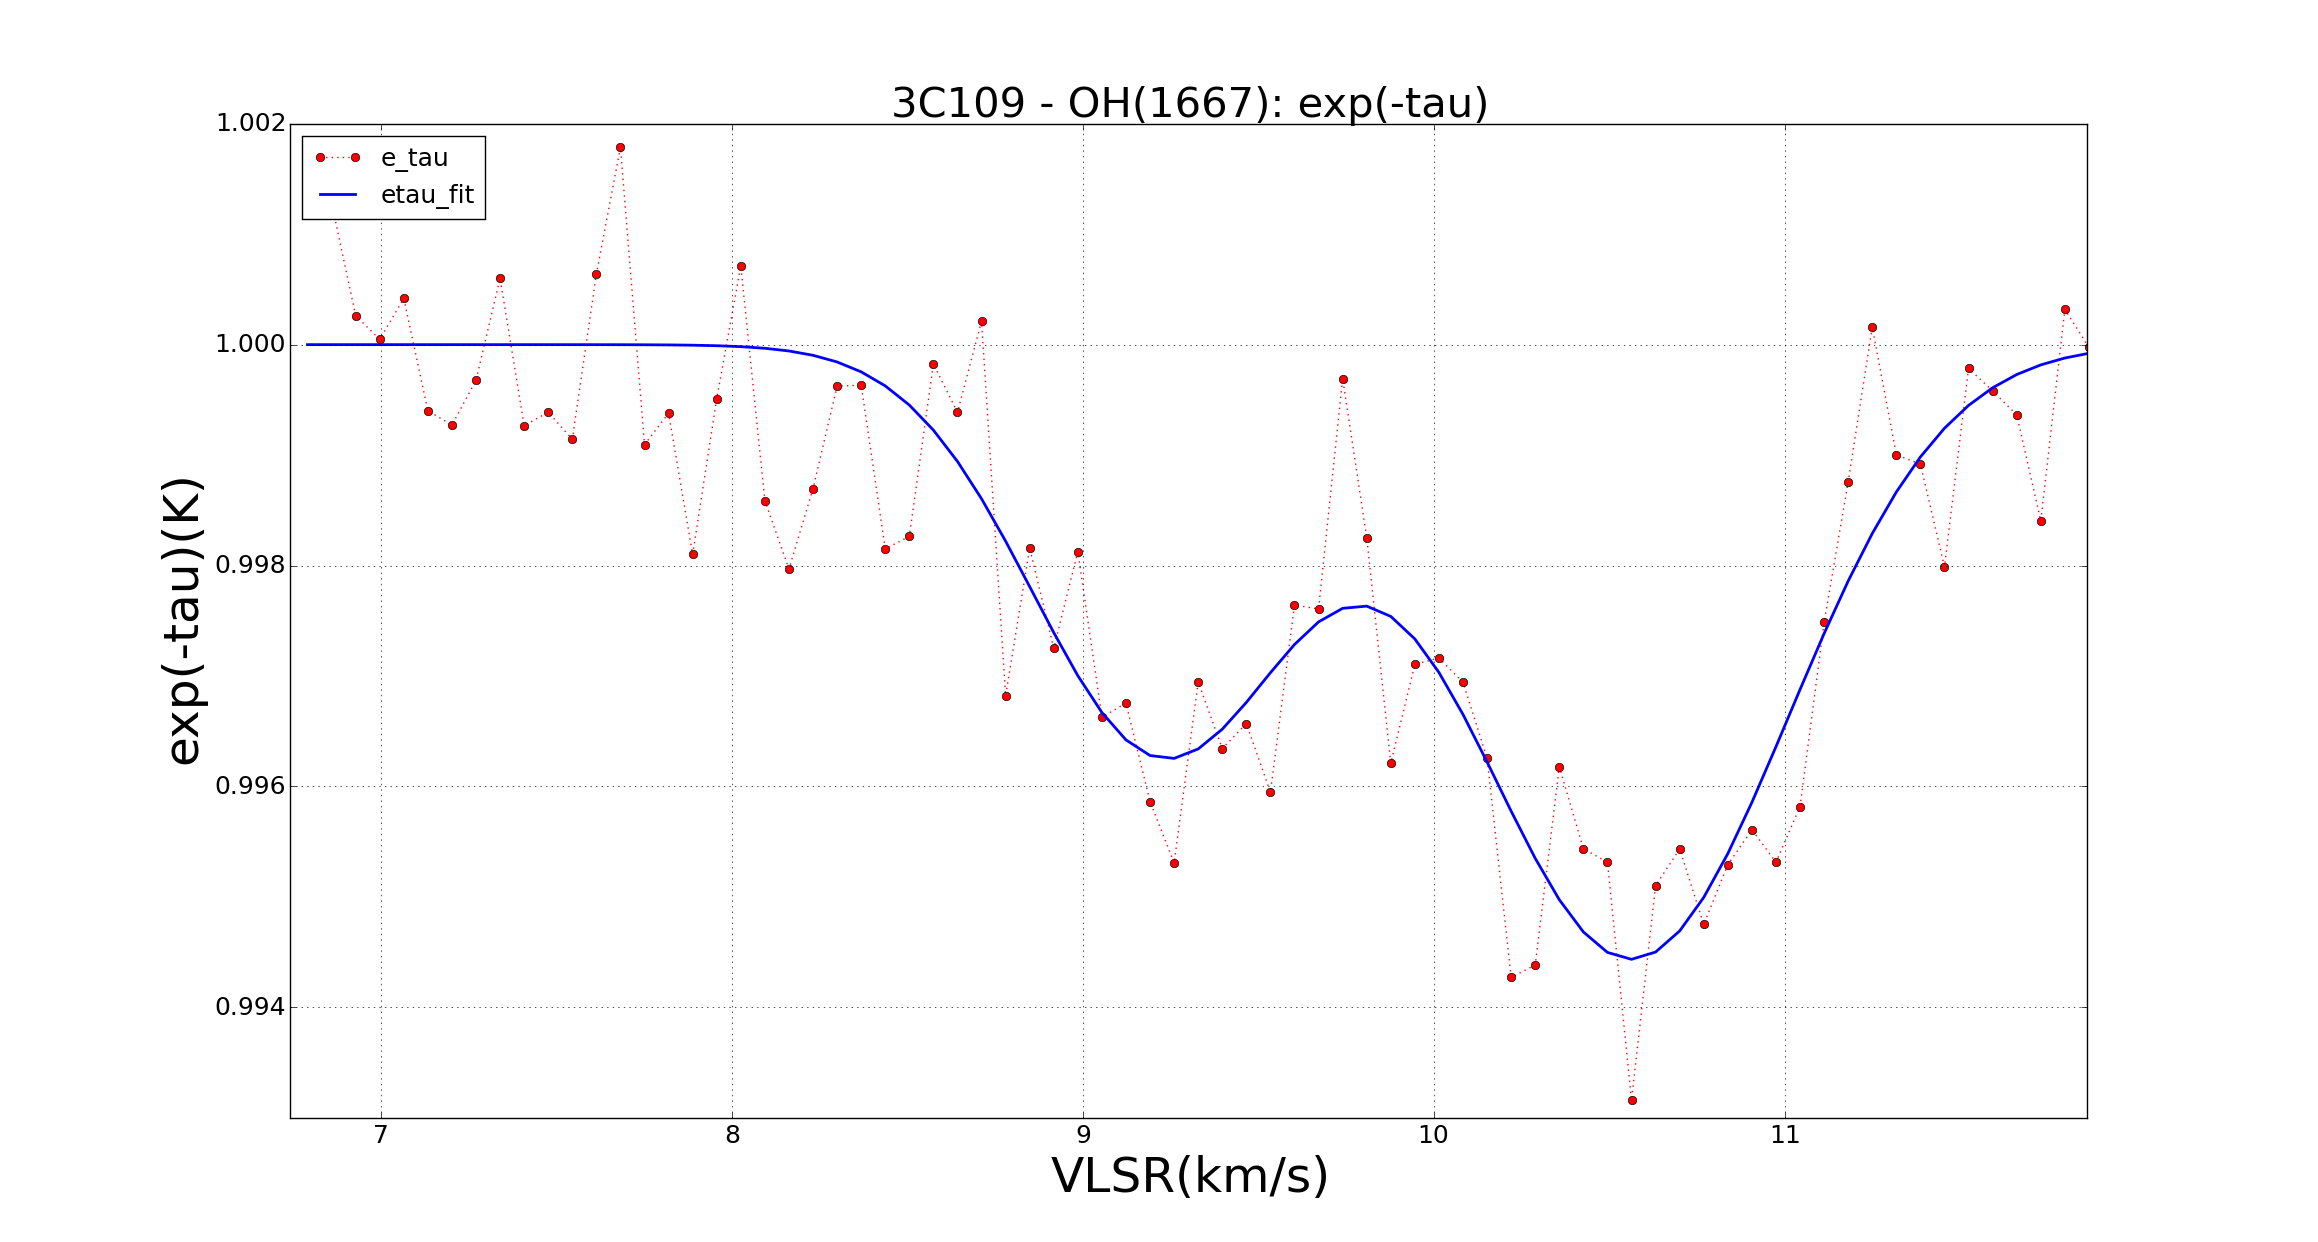 3C109 - OH(1667): exp(-tau)
1.002
e_tau
etau_fit
1.000
0.998
exp(-tau)(K)
0.996
0.994
7 8 9 10 11
VLSR(km/s)